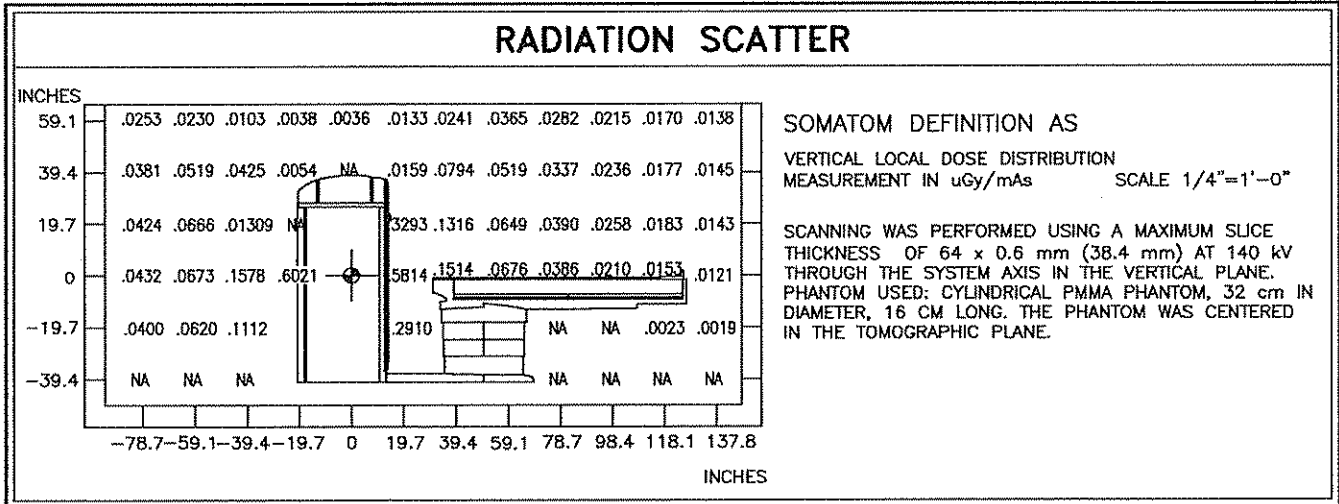 RADIATION SCATTER
INCHES
59.1 .0253 .0230 .0103 .0038 .0036 .0133 .0241 .0365 .0282 .0215 .0170 .0138
39.4 .0381 .0519 .0425 .0054 NA .0159 .0794 .0519 .0337 .0236 .0177 .0145
19.7 .0424 .0666 .01309 NA .3293 .1316 .0649 .0390 .0258 .0183 .0143
0 .0432 .0673 .1578 .6021 .5814 .1514 .0676 .0386 .0210 .0153 .0121
-19.7 .0400 .0620 .1112 .2910 NA NA .0023 .0019
-39.4 NA NA NA NA NA NA NA
-78.7 -59.1 -39.4 -19.7 0 19.7 39.4 59.1 78.7 98.4 118.1 137.8
INCHES
SOMATOM DEFINITION AS
VERTICAL LOCAL DOSE DISTRIBUTION
MEASUREMENT IN uGy/mAs SCALE 1/4"=1'-0"
SCANNING WAS PERFORMED USING A MAXIMUM SLICE
THICKNESS OF 64 x 0.6 mm (38.4 mm) AT 140 kV
THROUGH THE SYSTEM AXIS IN THE VERTICAL PLANE.
PHANTOM USED: CYLINDRICAL PMMA PHANTOM, 32 cm IN
DIAMETER, 16 CM LONG. THE PHANTOM WAS CENTERED
IN THE TOMOGRAPHIC PLANE.